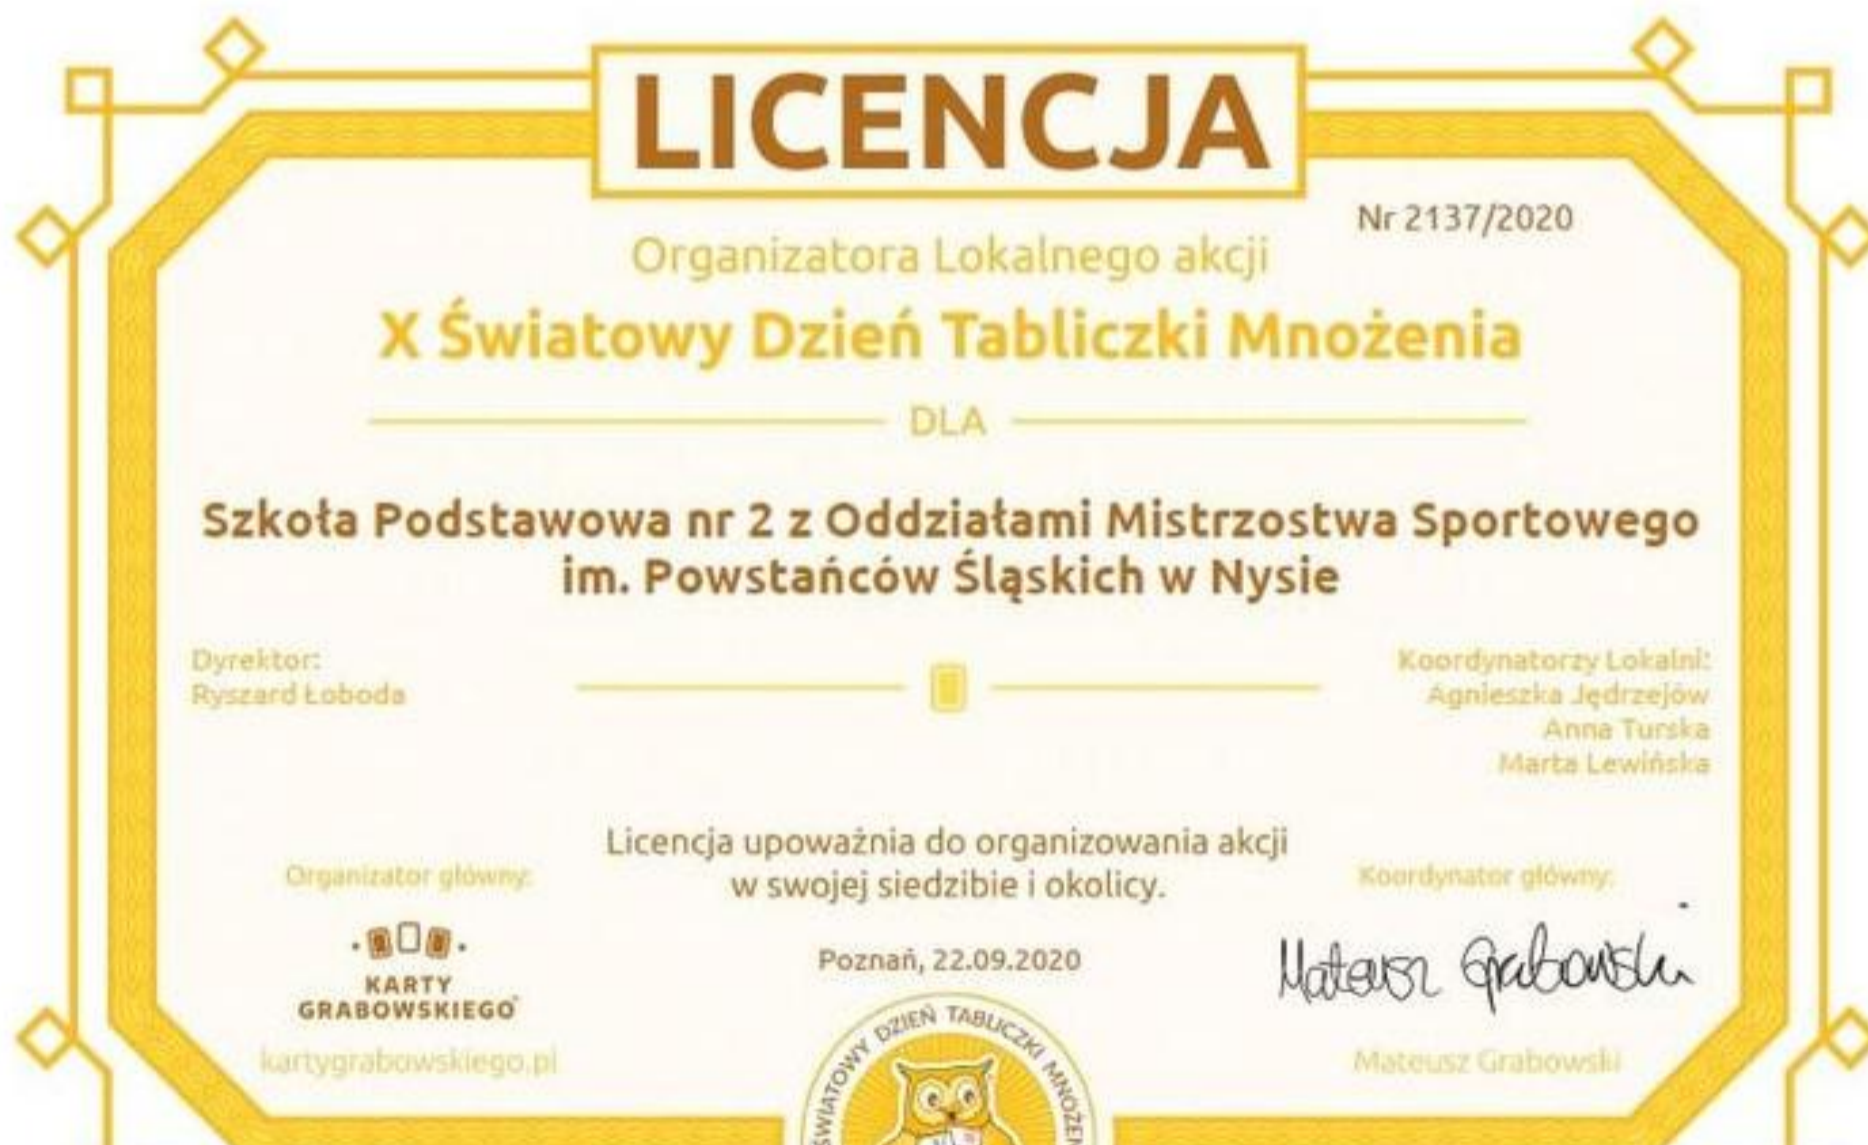 LICENCJA
Nr 2137/2020
Organizatora Lokalnego akcji
X Światowy Dzień Tabliczki Mnożenia
DLA
Szkoła Podstawowa nr 2 z Oddziałami Mistrzostwa Sportowego
im. Powstańców Śląskich w Nysie
Dyrektor:
Ryszard Łoboda
Koordynatorzy Lokalni:
Agnieszka Jędrzejów
Anna Turska
Marta Lewińska
Licencja upoważnia do organizowania akcji
w swojej siedzibie i okolicy.
Organizator główny:
KARTY
GRABOWSKIEGO
kartygrabowskiego.pl
Poznań, 22.09.2020
Koordynator główny:
Mateusz Grabowski
Mateusz Grabowski
ŚWIATOWY DZIEŃ TABLICZKI MNOŻEN